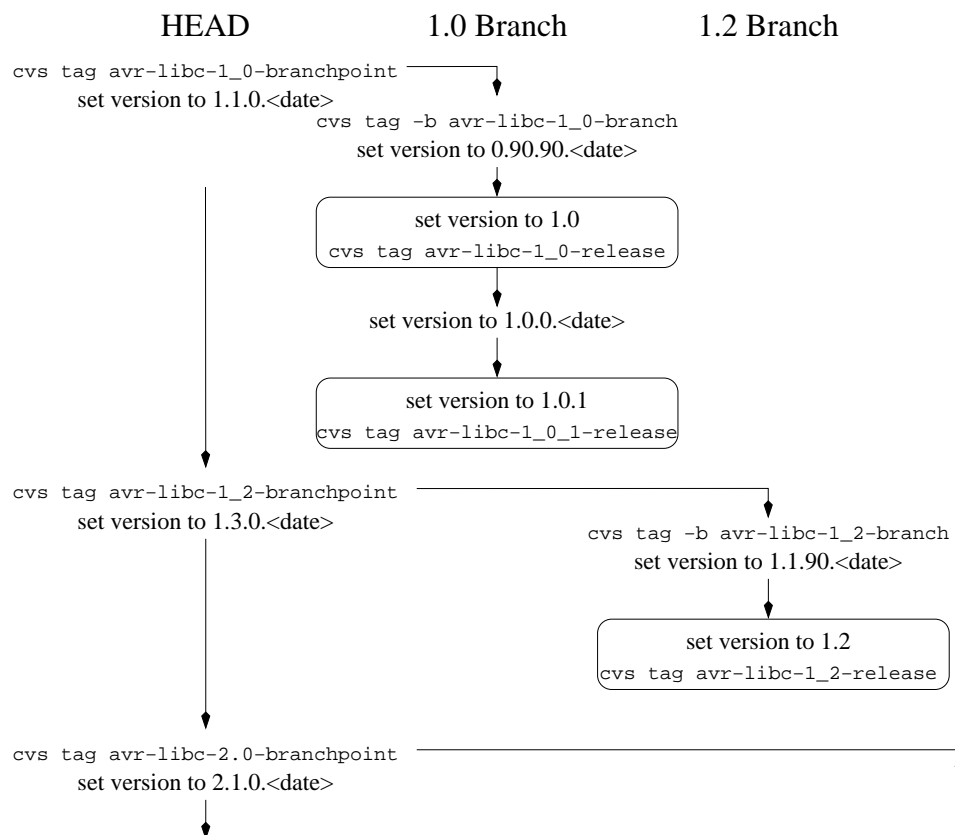 HEAD
1.0 Branch
1.2 Branch
cvs tag avr-libc-1_0-branchpoint
set version to 1.1.0.<date>
cvs tag -b avr-libc-1_0-branch
set version to 0.90.90.<date>
set version to 1.0
cvs tag avr-libc-1_0-release
set version to 1.0.0.<date>
set version to 1.0.1
cvs tag avr-libc-1_0_1-release
cvs tag avr-libc-1_2-branchpoint
set version to 1.3.0.<date>
cvs tag -b avr-libc-1_2-branch
set version to 1.1.90.<date>
set version to 1.2
cvs tag avr-libc-1_2-release
cvs tag avr-libc-2.0-branchpoint
set version to 2.1.0.<date>